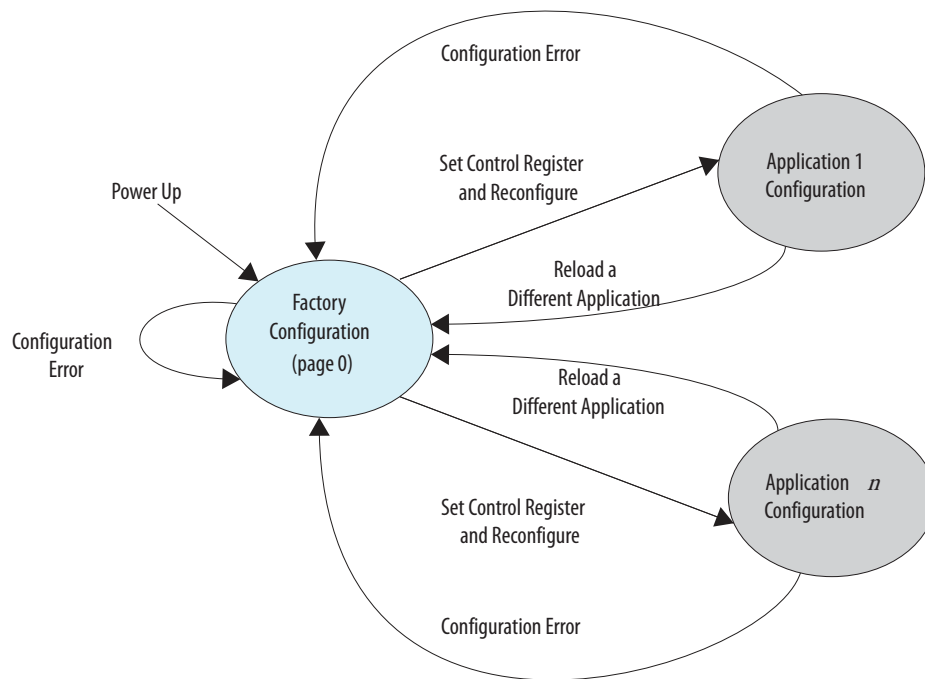 Configuration Error
Set Control Register
and Reconfigure
Application 1
Configuration
Power Up
Reload a
Different Application
Factory
Configuration
(page 0)
Configuration
Error
Reload a
Different Application
Application n
Configuration
Set Control Register
and Reconfigure
Configuration Error